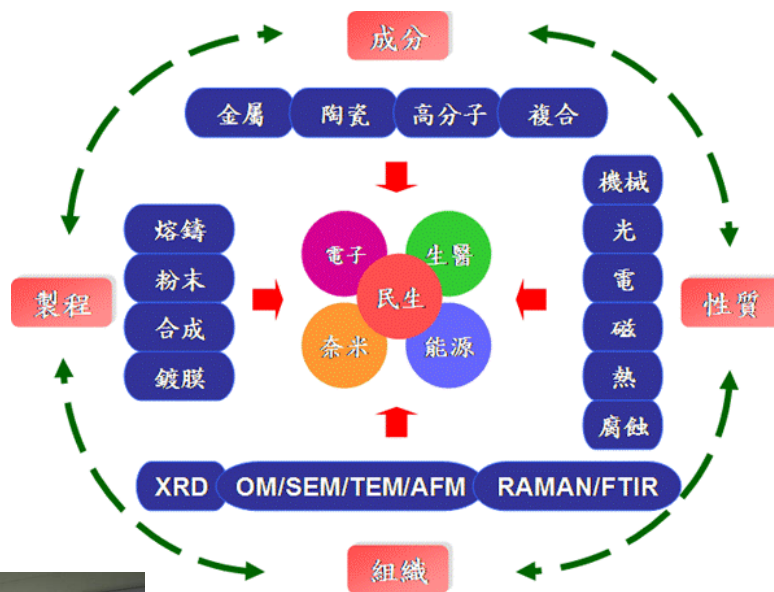 成分
金屬 陶瓷 高分子 複合
機械
光
電
磁
熱
腐蝕
性質
熔鑄
粉末
合成
鍍膜
製程
電子 生醫
民生
奈米 能源
XRD OM/SEM/TEM/AFM RAMAN/FTIR
組織